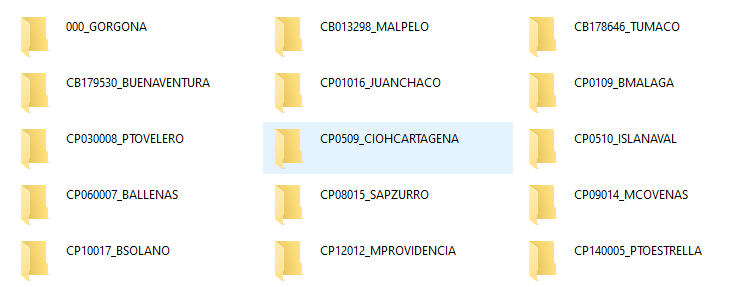 000_GORGONA
CB013298_MALPELO
CB178646_TUMACO
CB179530_BUENAVENTURA
CP01016_JUANCHACO
CP0109_BMALAGA
CP030008_PTOVELERO
CP0509_CIOHCARTAGENA
CP0510_ISLANAVAL
CP060007_BALLENAS
CP08015_SAPZURRO
CP09014_MCOVENAS
CP10017_BSOLANO
CP12012_MPROVIDENCIA
CP140005_PTOESTRELLA